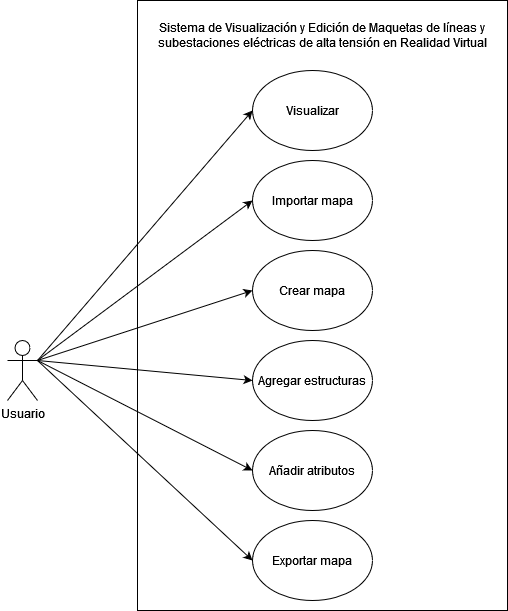 Sistema de Visualización y Edición de Maquetas de líneas y
subestaciones eléctricas de alta tensión en Realidad Virtual
Visualizar
Importar mapa
Crear mapa
Agregar estructuras
Usuario
Añadir atributos
Exportar mapa